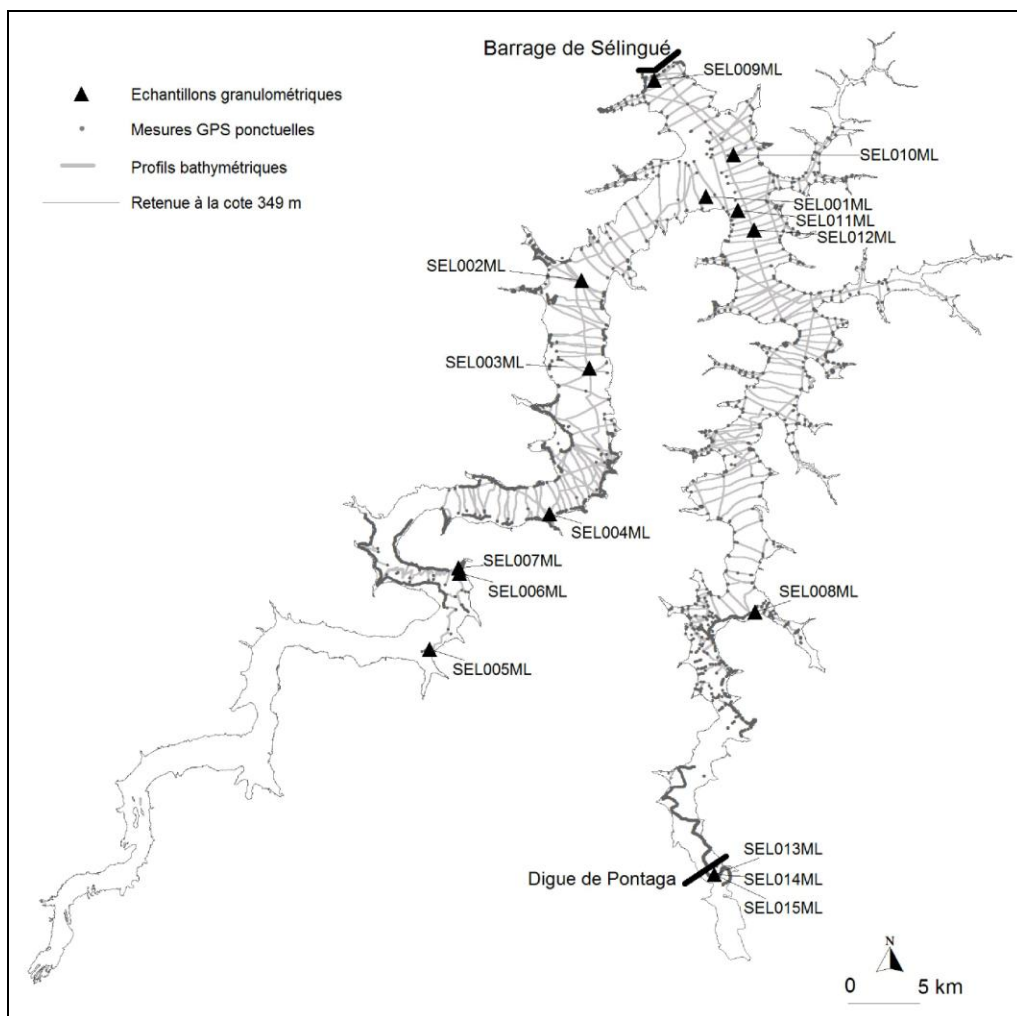 Barrage de Sélingué
SEL009ML
Echantillons granulométriques
Mesures GPS ponctuelles
Profils bathymétriques
Retenue à la cote 349 m
SEL010ML
SEL001ML
SEL011ML
SEL012ML
SEL002ML
SEL003ML
SEL004ML
SEL007ML
SEL006ML
SEL008ML
SEL005ML
SEL013ML
Digue de Pontaga
SEL014ML
SEL015ML
N
0 5 km